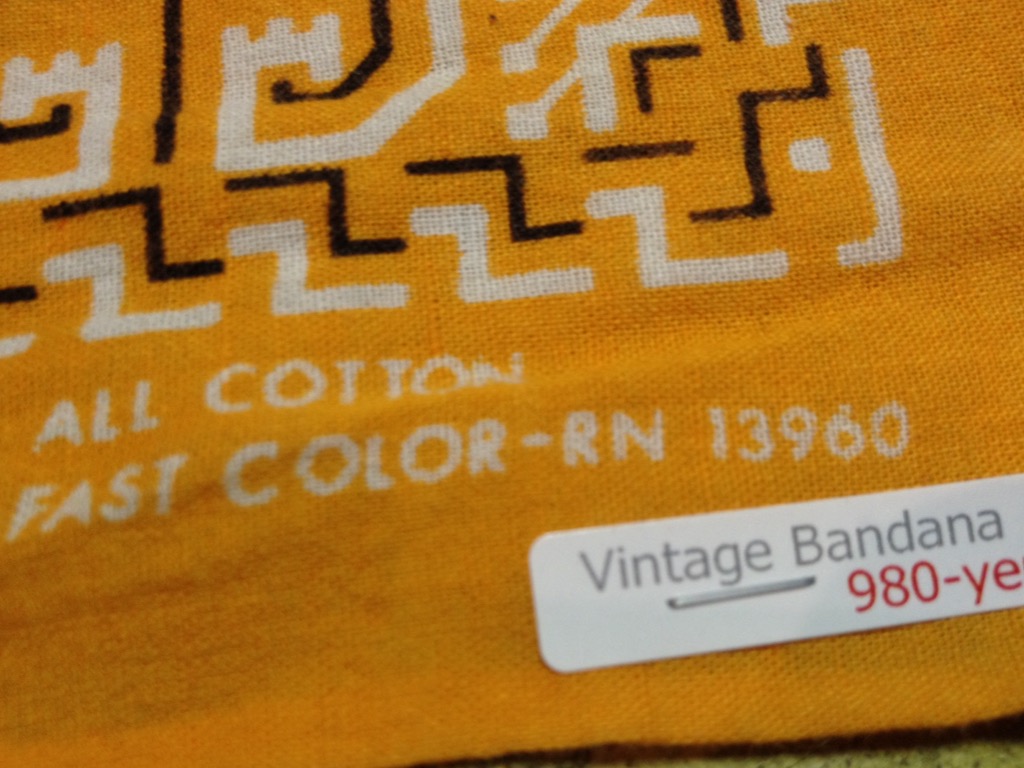 ALL COTTON
FAST COLOR-RN 13960
Vintage Bandana
980-ye